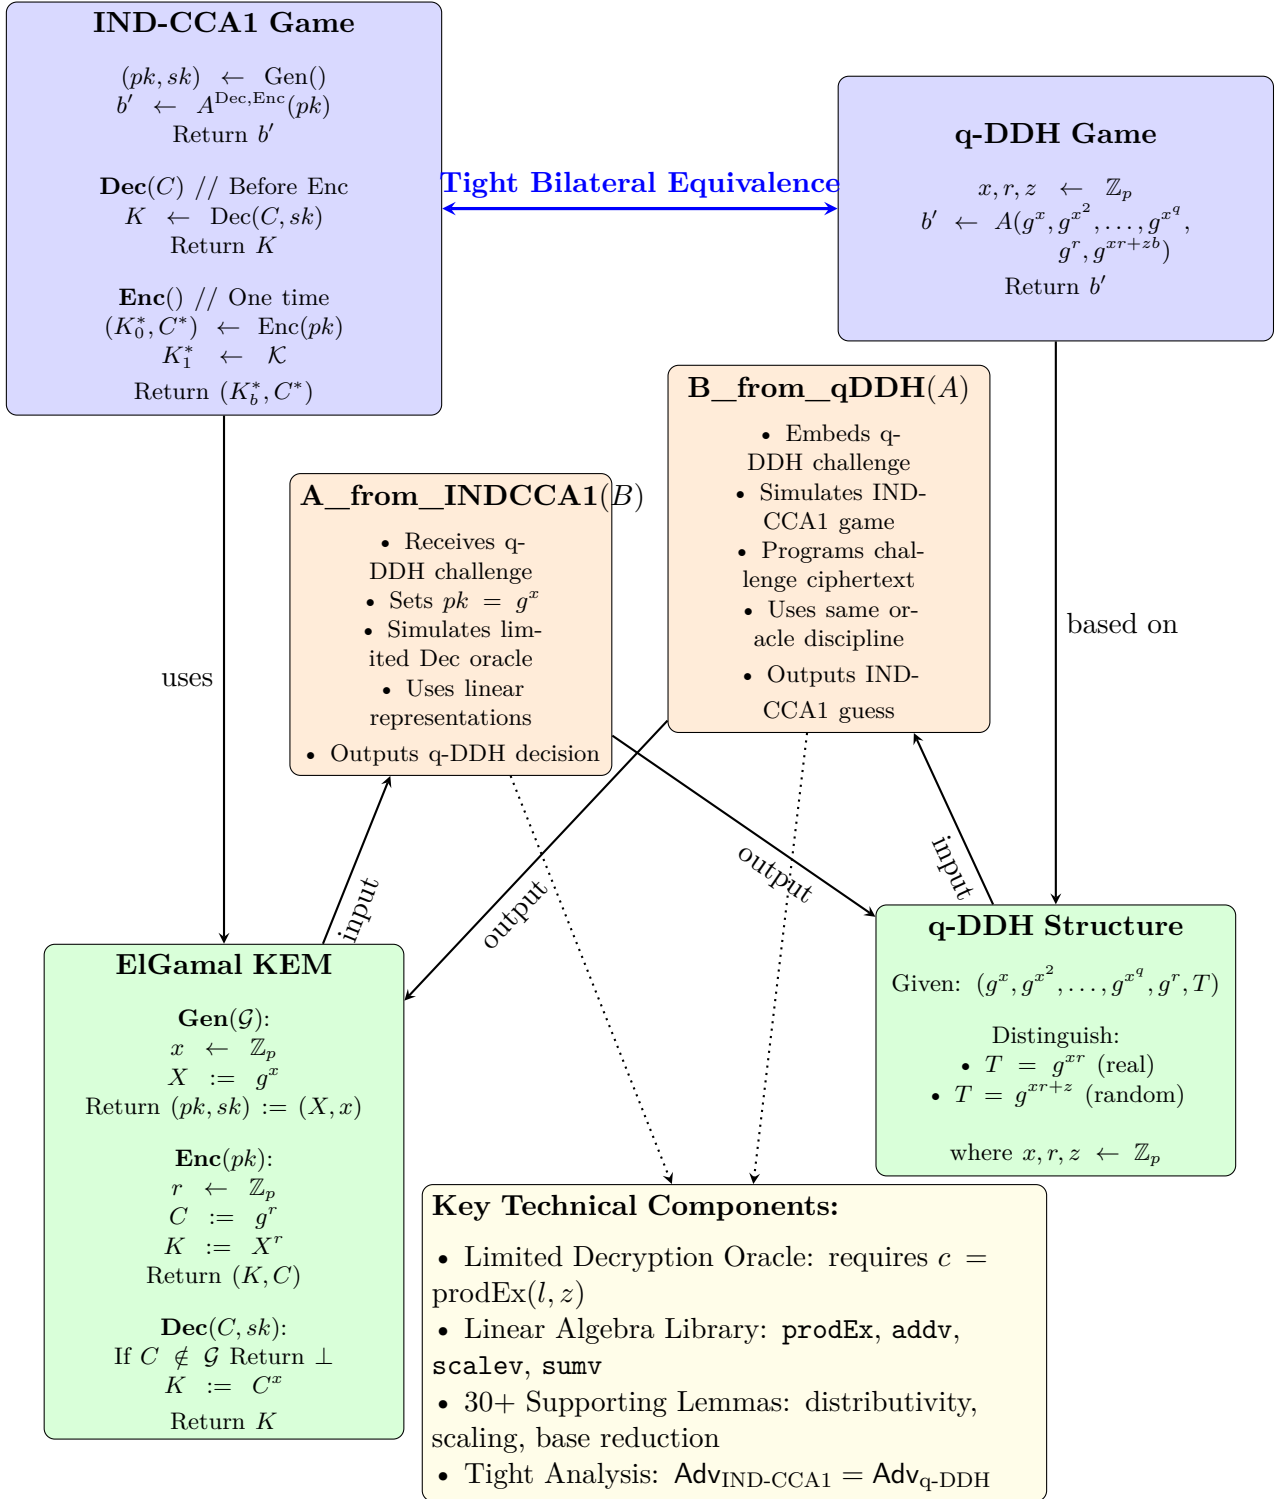 IND-CCA1 Game
(pk, sk) ← Gen()
b′ ← A^{Dec,Enc}(pk)
Return b′
Dec(C) // Before Enc
K ← Dec(C, sk)
Return K
Enc() // One time
(K₀*, C*) ← Enc(pk)
K₁* ← 𝒦
Return (K_b*, C*)
Tight Bilateral Equivalence
q-DDH Game
x, r, z ← ℤ_p
b′ ← A(g^x, g^{x^2}, …, g^{x^q},
g^r, g^{xr+zb})
Return b′
B_from_qDDH(A)
• Embeds q-
DDH challenge
• Simulates IND-
CCA1 game
• Programs chal-
lenge ciphertext
• Uses same or-
acle discipline
• Outputs IND-
CCA1 guess
A_from_INDCCA1(B)
• Receives q-
DDH challenge
• Sets pk = g^x
• Simulates lim-
ited Dec oracle
• Uses linear
representations
• Outputs q-DDH decision
uses
based on
input
output
output
input
ElGamal KEM
Gen(𝒢):
x ← ℤ_p
X := g^x
Return (pk, sk) := (X, x)
Enc(pk):
r ← ℤ_p
C := g^r
K := X^r
Return (K, C)
Dec(C, sk):
If C ∉ 𝒢 Return ⊥
K := C^x
Return K
q-DDH Structure
Given: (g^x, g^{x^2}, …, g^{x^q}, g^r, T)
Distinguish:
• T = g^{xr} (real)
• T = g^{xr+z} (random)
where x, r, z ← ℤ_p
Key Technical Components:
• Limited Decryption Oracle: requires c =
prodEx(l, z)
• Linear Algebra Library: prodEx, addv,
scalev, sumv
• 30+ Supporting Lemmas: distributivity,
scaling, base reduction
• Tight Analysis: Adv_{IND-CCA1} = Adv_{q-DDH}